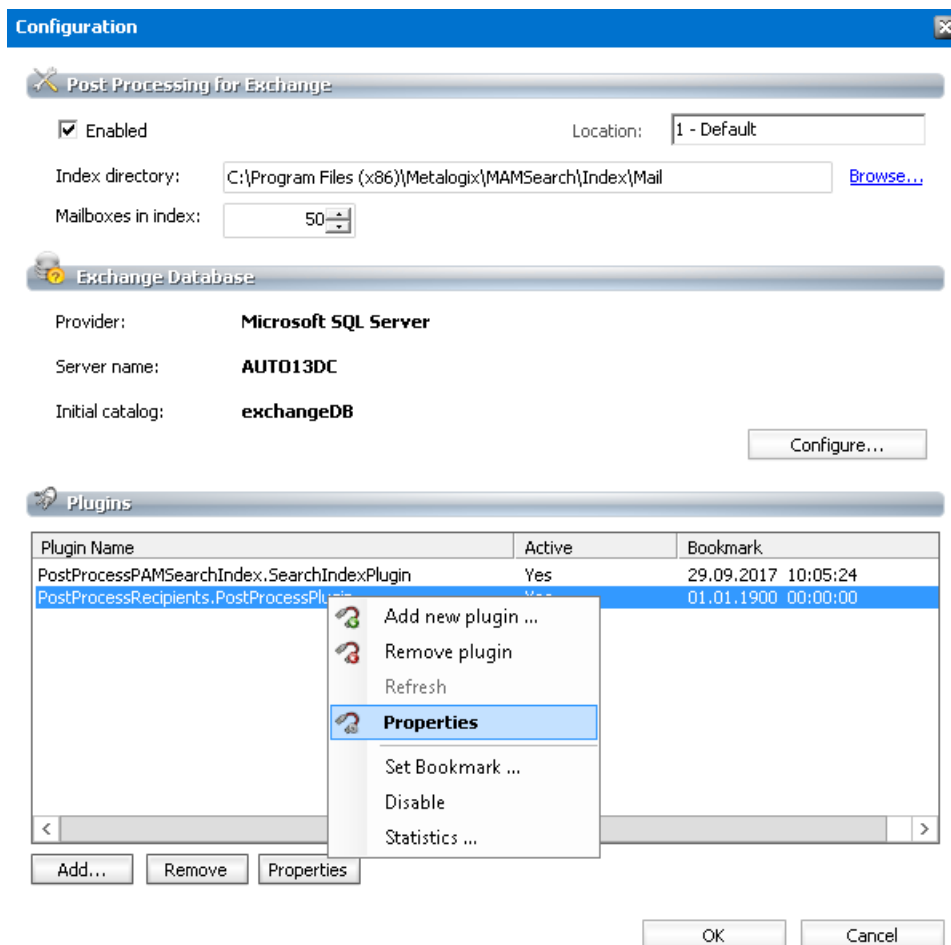 Configuration
Post Processing for Exchange
Enabled
Location: 1 - Default
Index directory: C:\Program Files (x86)\Metalogix\MAMSearch\Index\Mail Browse...
Mailboxes in index: 50
Exchange Database
Provider: Microsoft SQL Server
Server name: AUTO13DC
Initial catalog: exchangeDB
Configure...
Plugins
Plugin Name Active Bookmark
PostProcessPAMSearchIndex.SearchIndexPlugin Yes 29.09.2017 10:05:24
PostProcessRecipients.PostProcessPlugin Yes 01.01.1900 00:00:00
Add new plugin ...
Remove plugin
Refresh
Properties
Set Bookmark ...
Disable
Statistics ...
Add... Remove Properties
OK Cancel